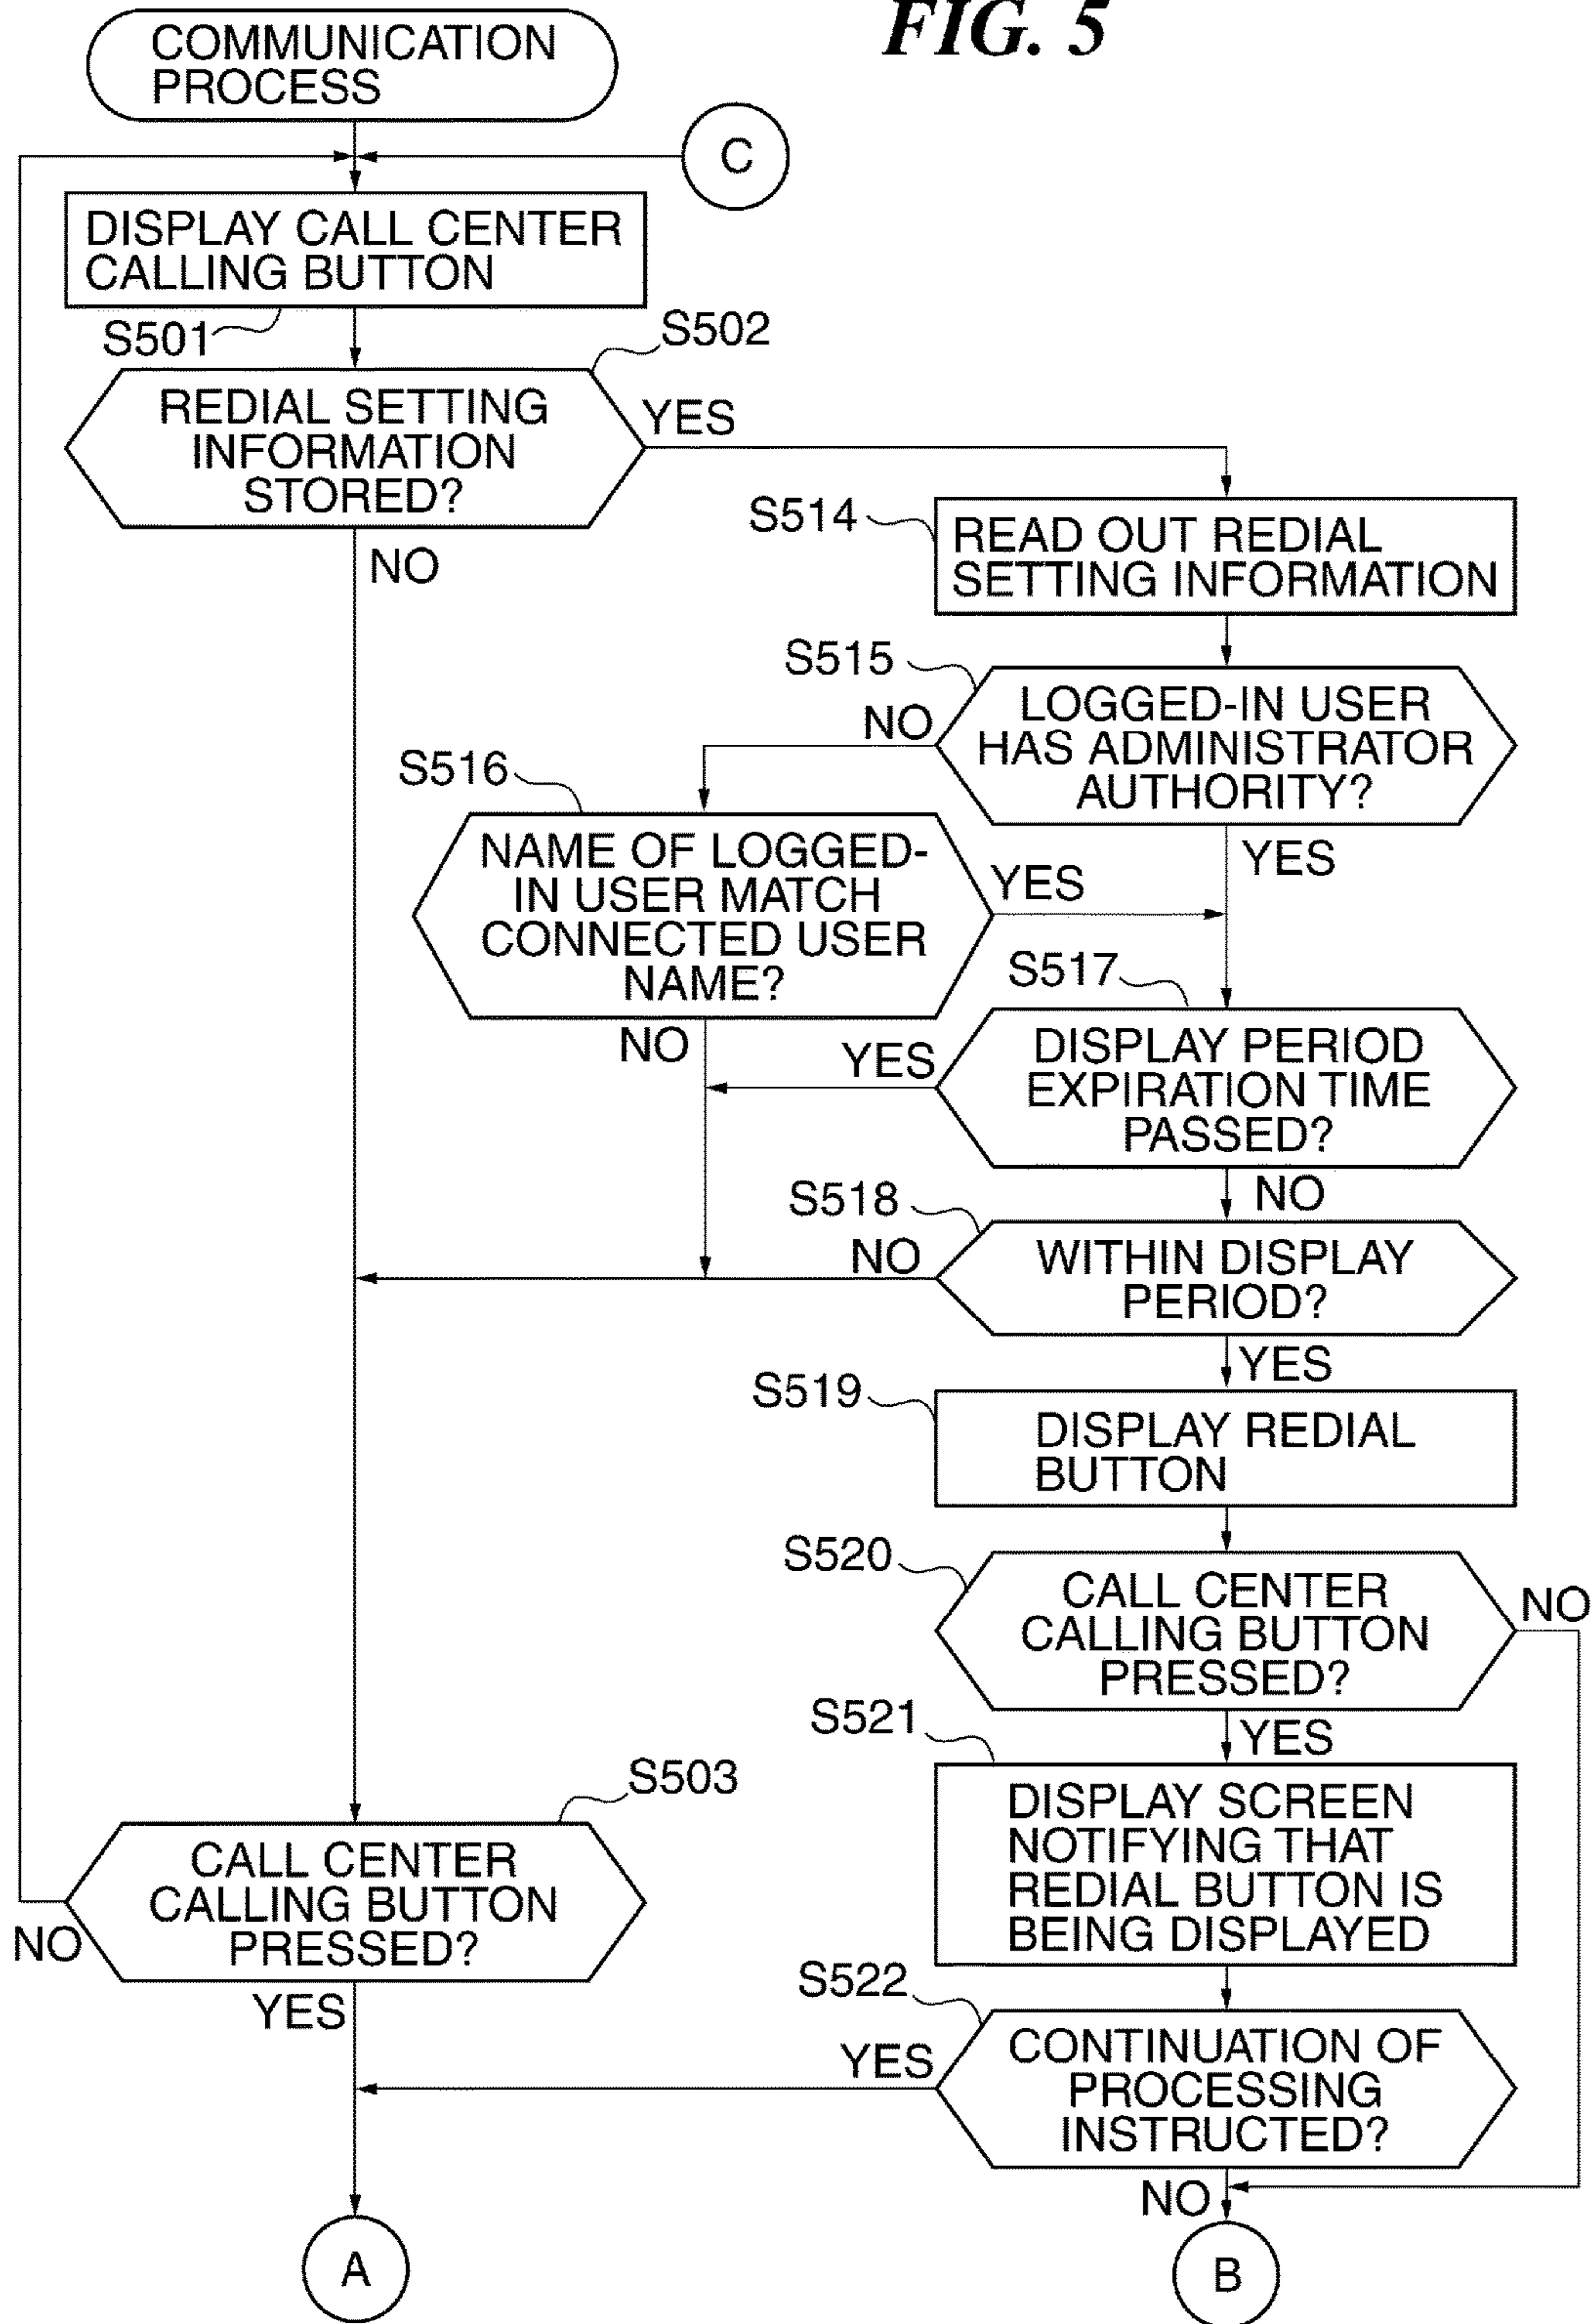 FIG. 5
COMMUNICATION
PROCESS
C
DISPLAY CALL CENTER
CALLING BUTTON
S501
S502
REDIAL SETTING
INFORMATION
STORED?
YES
NO
S514
READ OUT REDIAL
SETTING INFORMATION
S515
LOGGED-IN USER
HAS ADMINISTRATOR
AUTHORITY?
NO
YES
S516
NAME OF LOGGED-
IN USER MATCH
CONNECTED USER
NAME?
YES
NO
S517
DISPLAY PERIOD
EXPIRATION TIME
PASSED?
YES
NO
S518
WITHIN DISPLAY
PERIOD?
NO
YES
S519
DISPLAY REDIAL
BUTTON
S520
CALL CENTER
CALLING BUTTON
PRESSED?
NO
YES
S521
DISPLAY SCREEN
NOTIFYING THAT
REDIAL BUTTON IS
BEING DISPLAYED
S503
CALL CENTER
CALLING BUTTON
PRESSED?
NO
YES
S522
CONTINUATION OF
PROCESSING
INSTRUCTED?
YES
NO
A
B